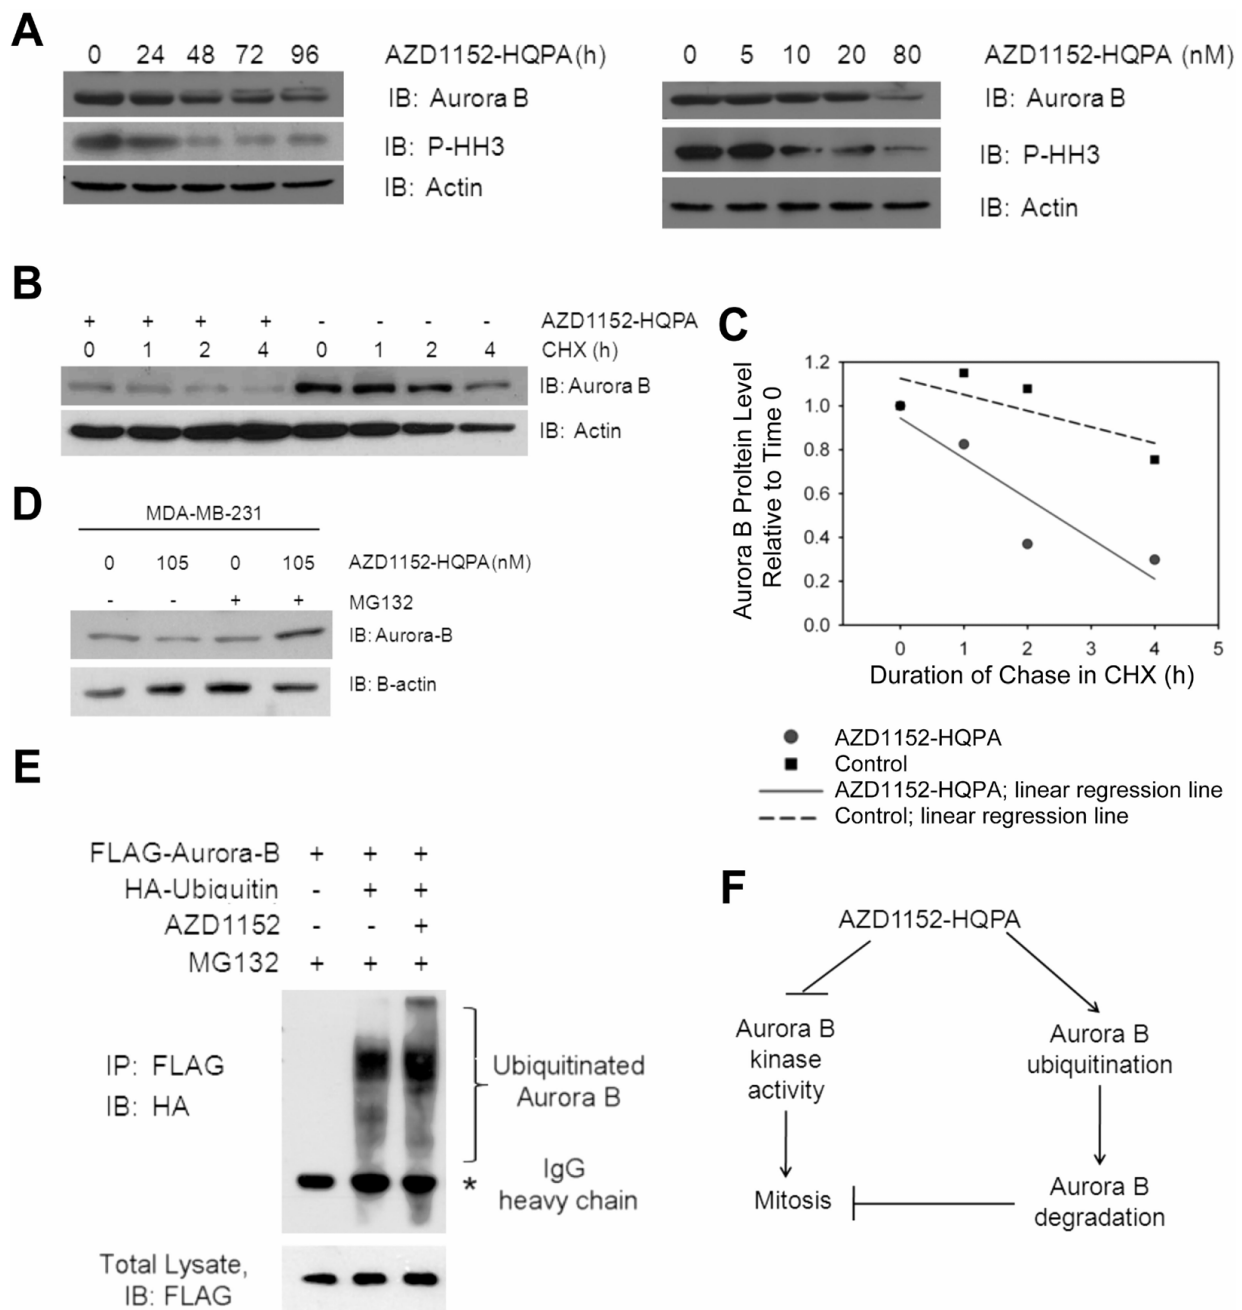 A
0 24 48 72 96 AZD1152-HQPA(h)
IB: Aurora B
IB: P-HH3
IB: Actin
0 5 10 20 80 AZD1152-HQPA (nM)
IB: Aurora B
IB: P-HH3
IB: Actin
B
+ + + + - - - - AZD1152-HQPA
0 1 2 4 0 1 2 4 CHX (h)
IB: Aurora B
IB: Actin
C
Aurora B Proltein Level
Relative to Time 0
1.2
1.0
0.8
0.6
0.4
0.2
0.0
0 1 2 3 4 5
Duration of Chase in CHX (h)
AZD1152-HQPA
Control
AZD1152-HQPA; linear regression line
Control; linear regression line
D
MDA-MB-231
0 105 0 105 AZD1152-HQPA(nM)
- - + + MG132
IB: Aurora-B
IB: B-actin
E
FLAG-Aurora-B + + +
HA-Ubiquitin - + +
AZD1152 - - +
MG132 + + +
IP: FLAG
IB: HA
Ubiquitinated
Aurora B
* IgG
heavy chain
Total Lysate,
IB: FLAG
F
AZD1152-HQPA
Aurora B
kinase
activity
Mitosis
Aurora B
ubiquitination
Aurora B
degradation